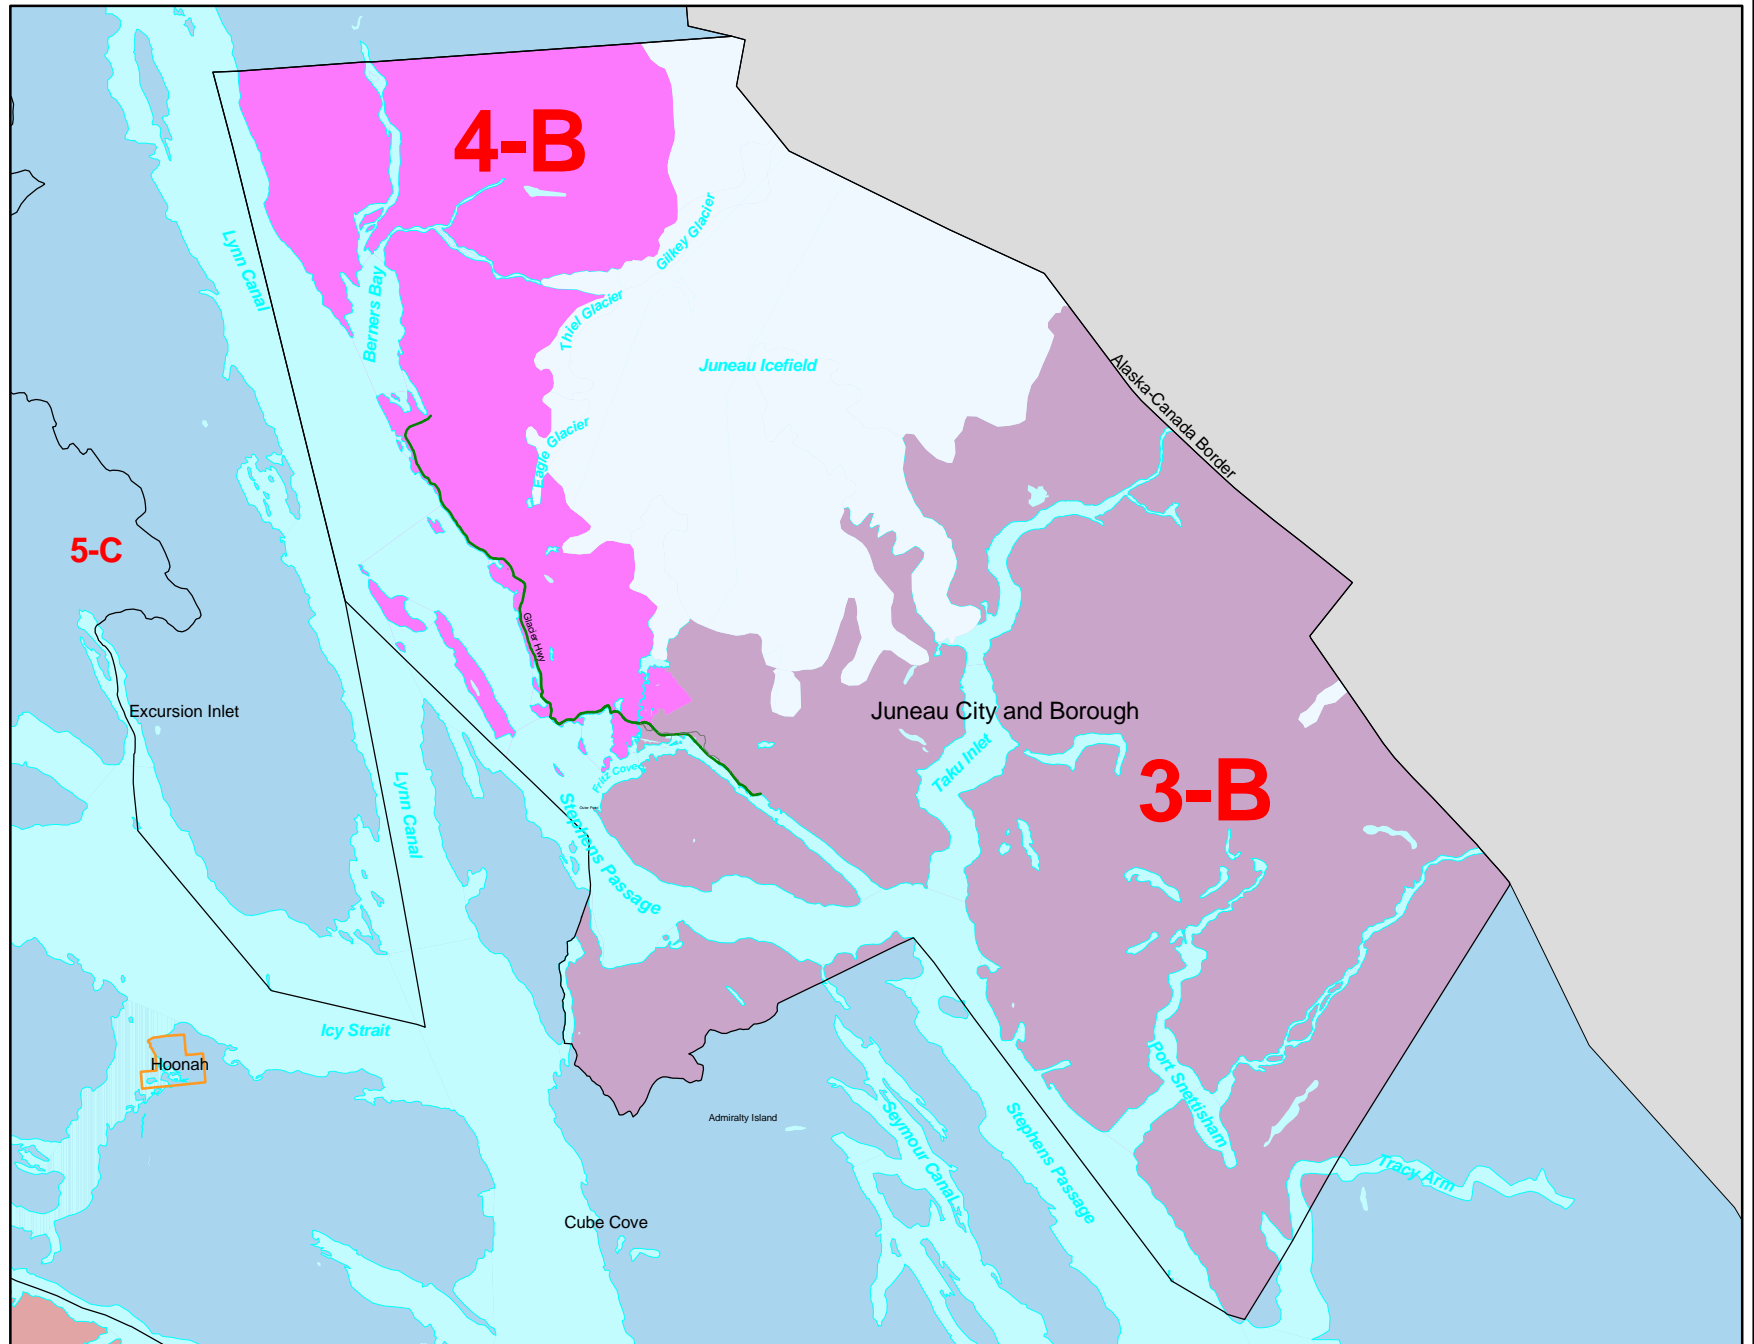 4-B
Gilkey Glacier
Lynn Canal
Berners Bay
Thiel Glacier
Juneau Icefield
Alaska-Canada Border
Eagle Glacier
5-C
Glacier Hwy
Excursion Inlet
Juneau City and Borough
Taku Inlet
3-B
Fritz Cove
Lynn Canal
Stephens Passage
Icy Strait
Hoonah
Port Snettisham
Admiralty Island
Seymour Canal
Stephens Passage
Tracy Arm
Cube Cove